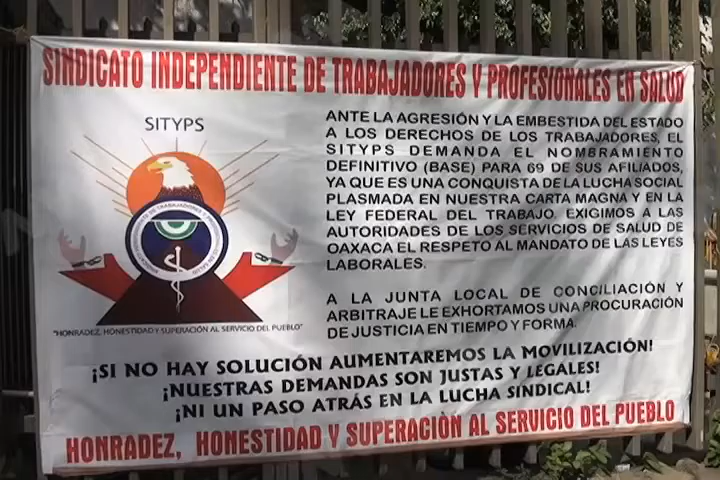 SINDICATO INDEPENDIENTE DE TRABAJADORES Y PROFESIONALES EN SALUD
SITYPS
"HONRADEZ, HONESTIDAD Y SUPERACIÓN AL SERVICIO DEL PUEBLO"
ANTE LA AGRESIÓN Y LA EMBESTIDA DEL ESTADO
A LOS DERECHOS DE LOS TRABAJADORES, EL
SITYPS DEMANDA EL NOMBRAMIENTO
DEFINITIVO (BASE) PARA 69 DE SUS AFILIADOS,
YA QUE ES UNA CONQUISTA DE LA LUCHA SOCIAL
PLASMADA EN NUESTRA CARTA MAGNA Y EN LA
LEY FEDERAL DEL TRABAJO. EXIGIMOS A LAS
AUTORIDADES DE LOS SERVICIOS DE SALUD DE
OAXACA EL RESPETO AL MANDATO DE LAS LEYES
LABORALES.
A LA JUNTA LOCAL DE CONCILIACIÓN Y
ARBITRAJE LE EXHORTAMOS UNA PROCURACIÓN
DE JUSTICIA EN TIEMPO Y FORMA.
¡SI NO HAY SOLUCIÓN AUMENTAREMOS LA MOVILIZACIÓN!
¡NUESTRAS DEMANDAS SON JUSTAS Y LEGALES!
¡NI UN PASO ATRÁS EN LA LUCHA SINDICAL!
HONRADEZ, HONESTIDAD Y SUPERACIÓN AL SERVICIO DEL PUEBLO